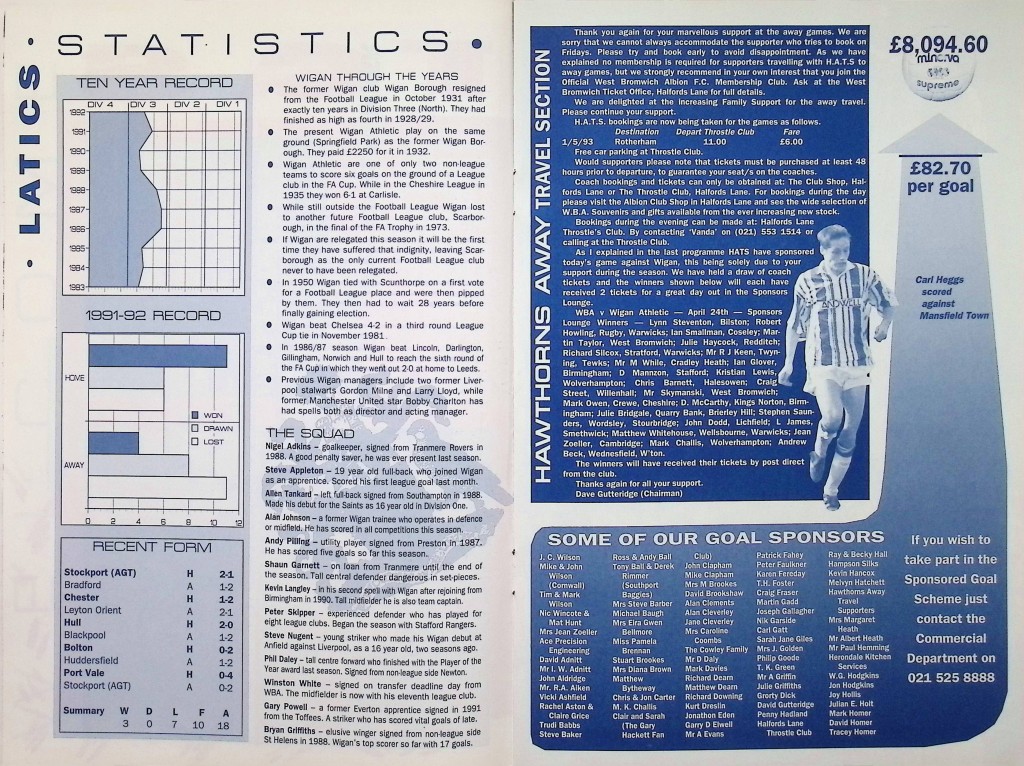 STATISTICS
LATICS
TEN YEAR RECORD
DIV 4 DIV 3 DIV 2 DIV 1
1992
1991
1990
1989
1988
1987
1986
1985
1984
1983
1991-92 RECORD
HOME
WON
DRAWN
LOST
AWAY
0 2 4 6 8 10 12
RECENT FORM
Stockport (AGT) H 2-1
Bradford A 1-2
Chester H 1-2
Leyton Orient A 2-1
Hull H 2-0
Blackpool A 1-2
Bolton H 0-2
Huddersfield A 1-2
Port Vale H 0-4
Stockport (AGT) A 0-2
Summary W D L F A
3 0 7 10 18
WIGAN THROUGH THE YEARS
The former Wigan club Wigan Borough resigned
from the Football League in October 1931 after
exactly ten years in Division Three (North). They had
finished as high as fourth in 1928/29.
The present Wigan Athletic play on the same
ground (Springfield Park) as the former Wigan Bor-
ough. They paid £2250 for it in 1932.
Wigan Athletic are one of only two non-league
teams to score six goals on the ground of a League
club in the FA Cup. While in the Cheshire League in
1935 they won 6-1 at Carlisle.
While still outside the Football League Wigan lost
to another future Football League club, Scarbor-
ough, in the final of the FA Trophy in 1973.
If Wigan are relegated this season it will be the first
time they have suffered that indignity, leaving Scar-
borough as the only current Football League club
never to have been relegated.
In 1950 Wigan tied with Scunthorpe on a first vote
for a Football League place and were then pipped
by them. They then had to wait 28 years before
finally gaining election.
Wigan beat Chelsea 4-2 in a third round League
Cup tie in November 1981.
In 1986/87 season Wigan beat Lincoln, Darlington,
Gillingham, Norwich and Hull to reach the sixth round of
the FA Cup in which they went out 2-0 at home to Leeds.
Previous Wigan managers include two former Liver-
pool stalwarts Gordon Milne and Larry Lloyd, while
former Manchester United star Bobby Charlton has
had spells both as director and acting manager.
THE SQUAD
Nigel Adkins – goalkeeper, signed from Tranmere Rovers in
1988. A good penalty saver, he was ever present last season.
Steve Appleton – 19 year old full-back who joined Wigan
as an apprentice. Scored his first league goal last month.
Allen Tankard – left full-back signed from Southampton in 1988.
Made his debut for the Saints as 16 year old in Division One.
Alan Johnson – a former Wigan trainee who operates in defence
or midfield. He has scored in all competitions this season.
Andy Pilling – utility player signed from Preston in 1987.
He has scored five goals so far this season.
Shaun Garnett – on loan from Tranmere until the end of
the season. Tall central defender dangerous in set-pieces.
Kevin Langley – in his second spell with Wigan after rejoining from
Birmingham in 1990. Tall midfielder he is also team captain.
Peter Skipper – experienced defender who has played for
eight league clubs. Began the season with Stafford Rangers.
Steve Nugent – young striker who made his Wigan debut at
Anfield against Liverpool, as a 16 year old, two seasons ago.
Phil Daley – tall centre forward who finished with the Player of the
Year award last season. Signed from non-league side Newton.
Winston White – signed on transfer deadline day from
WBA. The midfielder is now with his eleventh league club.
Gary Powell – a former Everton apprentice signed in 1991
from the Toffees. A striker who has scored vital goals of late.
Bryan Griffiths – elusive winger signed from non-league side
St Helens in 1988. Wigan's top scorer so far with 17 goals.
HAWTHORNS AWAY TRAVEL SECTION
Thank you again for your marvellous support at the away games. We are
sorry that we cannot always accommodate the supporter who tries to book on
Fridays. Please try and book early to avoid disappointment. As we have
explained no membership is required for supporters travelling with H.A.T.S to
away games, but we strongly recommend in your own interest that you join the
Official West Bromwich Albion F.C. Membership Club. Ask at the West
Bromwich Ticket Office, Halfords Lane for full details.
We are delighted at the increasing Family Support for the away travel.
Please continue your support.
H.A.T.S. bookings are now being taken for the games as follows.
Destination Depart Throstle Club Fare
1/5/93 Rotherham 11.00 £6.00
Free car parking at Throstle Club.
Would supporters please note that tickets must be purchased at least 48
hours prior to departure, to guarantee your seat/s on the coaches.
Coach bookings and tickets can only be obtained at: The Club Shop, Hal-
fords Lane or The Throstle Club, Halfords Lane. For bookings during the day
please visit the Albion Club Shop in Halfords Lane and see the wide selection of
W.B.A. Souvenirs and gifts available from the ever increasing new stock.
Bookings during the evening can be made at: Halfords Lane
Throstle's Club. By contacting 'Vanda' on (021) 553 1514 or
calling at the Throstle Club.
As I explained in the last programme HATS have sponsored
today's game against Wigan, this being solely due to your
support during the season. We have held a draw of coach
tickets and the winners shown below will each have
received 2 tickets for a great day out in the Sponsors
Lounge.
WBA v Wigan Athletic — April 24th — Sponsors
Lounge Winners — Lynn Steventon, Bilston; Robert
Howling, Rugby, Warwicks; Ian Smallman, Coseley; Mar-
tin Taylor, West Bromwich; Julie Haycock, Redditch;
Richard Silcox, Stratford, Warwicks; Mr R J Keen, Twyn-
ing, Tewks; Mr M While, Cradley Heath; Ian Glover,
Birmingham; D Mannzon, Stafford; Kristian Lewis,
Wolverhampton; Chris Barnett, Halesowen; Craig
Street, Willenhall; Mr Skymanski, West Bromwich;
Mark Owen, Crewe, Cheshire; D. McCarthy, Kings Norton, Birm-
ingham; Julie Bridgale, Quarry Bank, Brierley Hill; Stephen Saun-
ders, Wordsley, Stourbridge; John Dodd, Lichfield; L James,
Smethwick; Matthew Whitehouse, Wellsbourne, Warwicks; Jean
Zoeller, Cambridge; Mark Challis, Wolverhampton; Andrew
Beck, Wednesfield, W'ton.
The winners will have received their tickets by post direct
from the club.
Thanks again for all your support.
Dave Gutteridge (Chairman)
£8,094.60
minerva
supreme
£82.70
per goal
Carl Heggs
scored
against
Mansfield Town
SANDWELL
SOME OF OUR GOAL SPONSORS
J. C. Wilson
Mike & John
Wilson
(Cornwall)
Tim & Mark
Wilson
Nic Wincote &
Mat Hunt
Mrs Jean Zoeller
Ace Precision
Engineering
David Adnitt
Mr I. W. Adnitt
John Aldridge
Mr. R.A. Aiken
Vicki Ashfield
Rachel Aston &
Claire Grice
Trudi Babbs
Steve Baker
Ross & Andy Ball
Tony Ball & Derek
Rimmer
(Southport
Baggies)
Mrs Steve Barber
Michael Baugh
Mrs Eira Gwen
Bellmore
Miss Pamela
Brennan
Stuart Brookes
Mrs Diana Brown
Matthew
Bytheway
Chris & Jon Carter
M. K. Challis
Clair and Sarah
(The Gary
Hackett Fan
Club)
John Clapham
Mike Clapham
Mrs M Brookes
David Brookshaw
Alan Clements
Alan Cleverley
Jane Cleverley
Mrs Caroline
Coombs
The Cowley Family
Mr D Daly
Mark Davies
Richard Dearn
Matthew Dearn
Richard Downing
Kurt Dreslin
Jonathon Eden
Garry D Elwell
Mr A Evans
Patrick Fahey
Peter Faulkner
Karen Fereday
T.H. Foster
Craig Fraser
Martin Gadd
Joseph Gallagher
Nik Garside
Carl Gatt
Sarah Jane Giles
Mrs J. Golden
Philip Goode
T. K. Green
Mr A Griffin
Julie Griffiths
Grorty Dick
David Gutteridge
Penny Hadland
Halfords Lane
Throstle Club
Ray & Becky Hall
Hampson Silks
Kevin Hancox
Melvyn Hatchett
Hawthorns Away
Travel
Supporters
Mrs Margaret
Heath
Mr Albert Heath
Mr Paul Hemming
Herondale Kitchen
Services
W.G. Hodgkins
Jon Hodgkins
Joy Hollis
Julian E. Holt
Mark Homer
David Homer
Tracey Homer
If you wish to
take part in the
Sponsored Goal
Scheme just
contact the
Commercial
Department on
021 525 8888